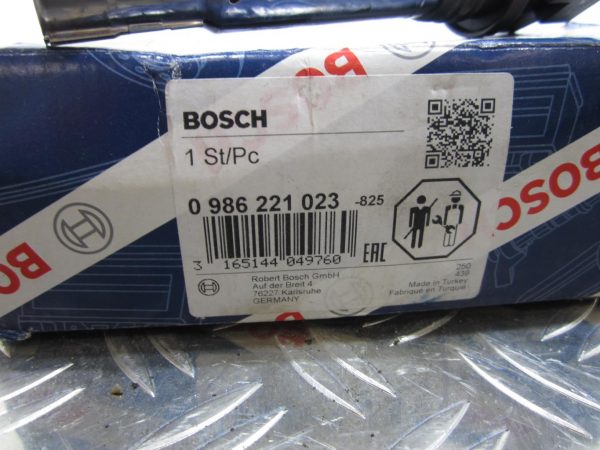 BOSCH
BOSCH
BOSCH
1 St/Pc
0 986 221 023 -825
3 165144 049760
EAC
Robert Bosch GmbH
Auf der Breit 4
76227 Karlsruhe
GERMANY
250
439
Made in Turkey
Fabriqué en Turquie